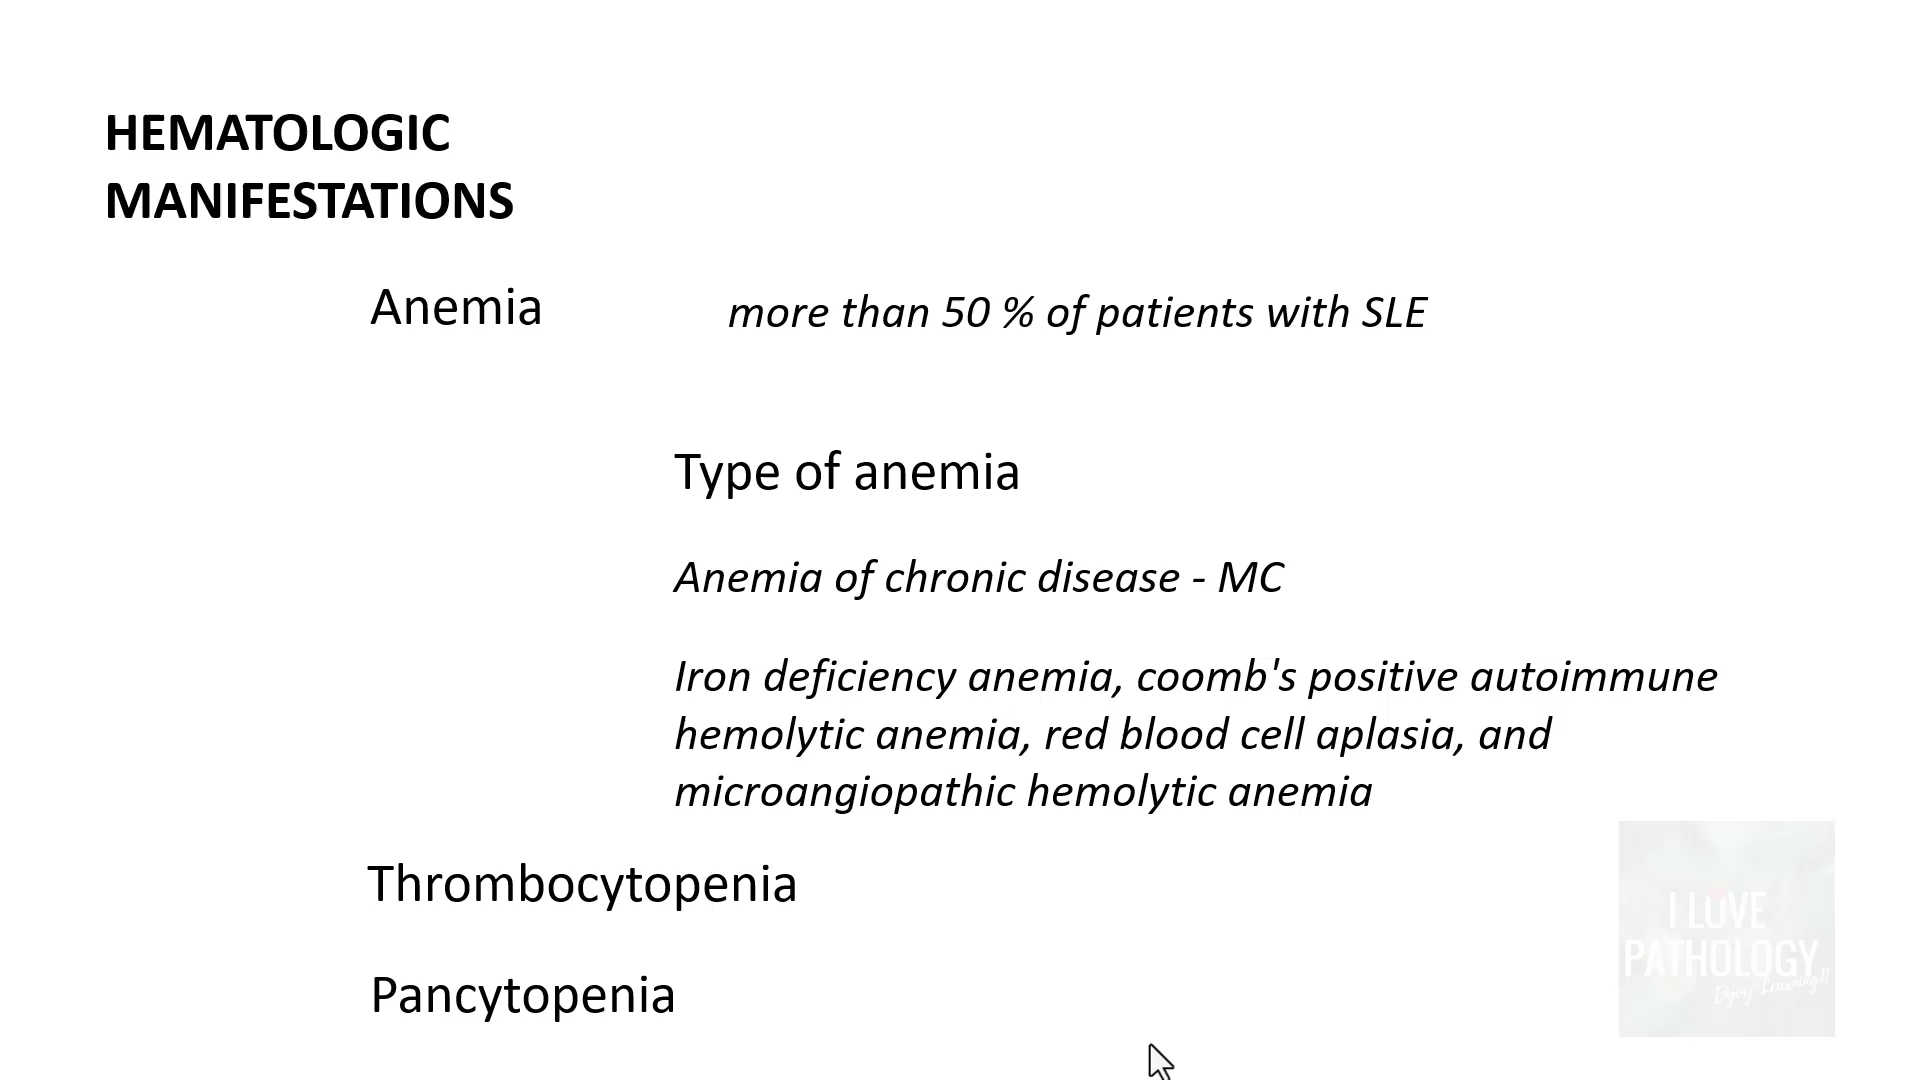 HEMATOLOGIC
MANIFESTATIONS
Anemia
more than 50 % of patients with SLE
Type of anemia
Anemia of chronic disease - MC
Iron deficiency anemia, coomb's positive autoimmune
hemolytic anemia, red blood cell aplasia, and
microangiopathic hemolytic anemia
Thrombocytopenia
Pancytopenia
I LOVE
PATHOLOGY
Enjoy Learning!!